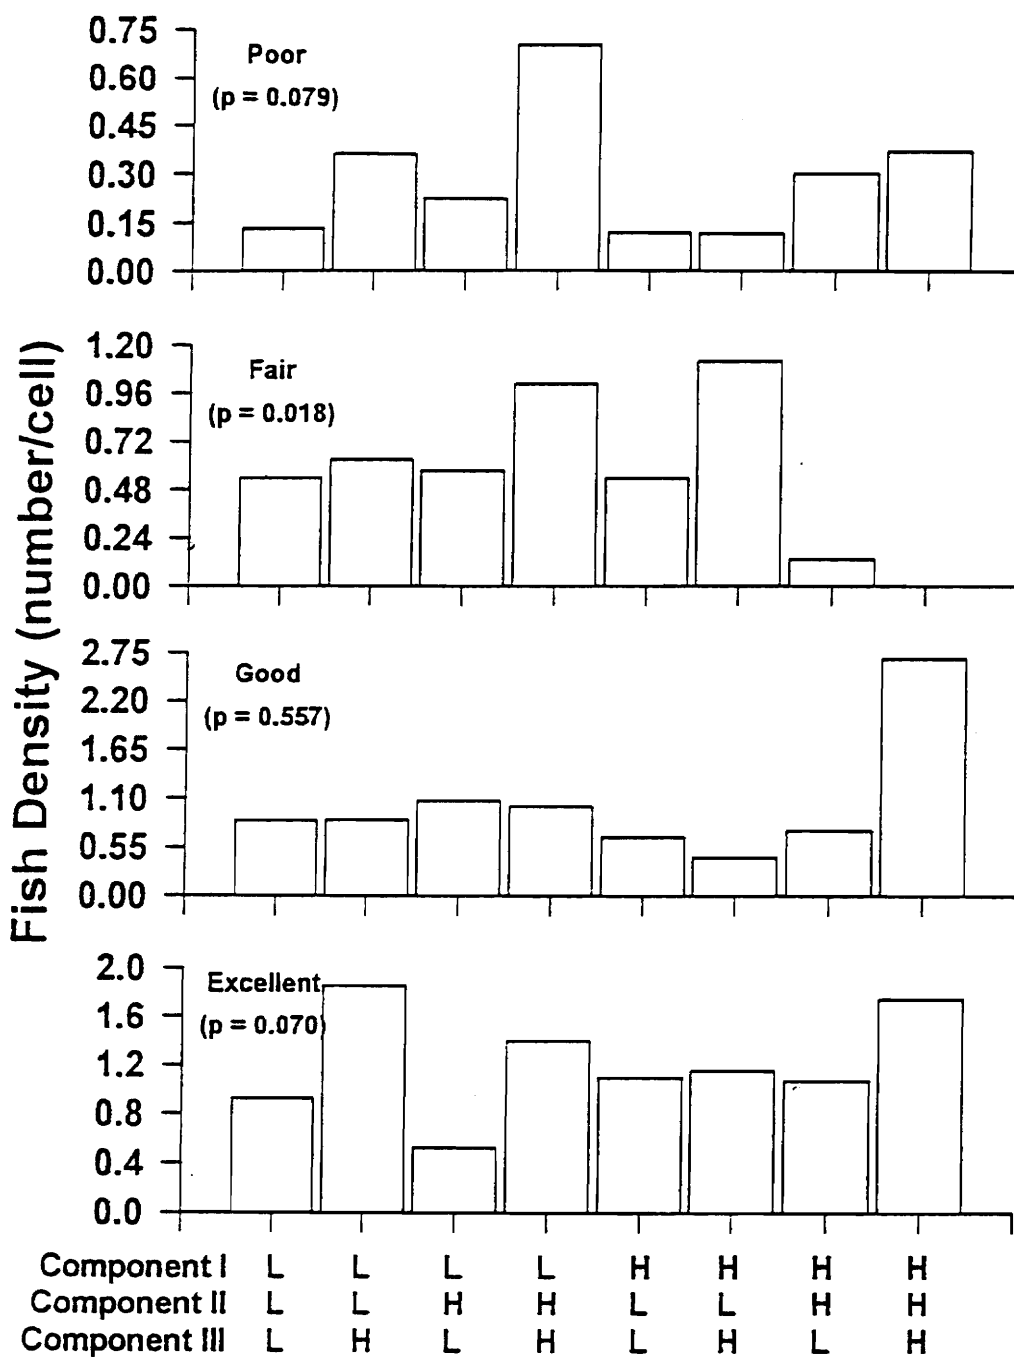 Fish Density (number/cell)
0.75
0.60
0.45
0.30
0.15
0.00
Poor
(p = 0.079)
1.20
0.96
0.72
0.48
0.24
0.00
Fair
(p = 0.018)
2.75
2.20
1.65
1.10
0.55
0.00
Good
(p = 0.557)
2.0
1.6
1.2
0.8
0.4
0.0
Excellent
(p = 0.070)
Component I L L L L H H H H
Component II L L H H L L H H
Component III L H L H L H L H